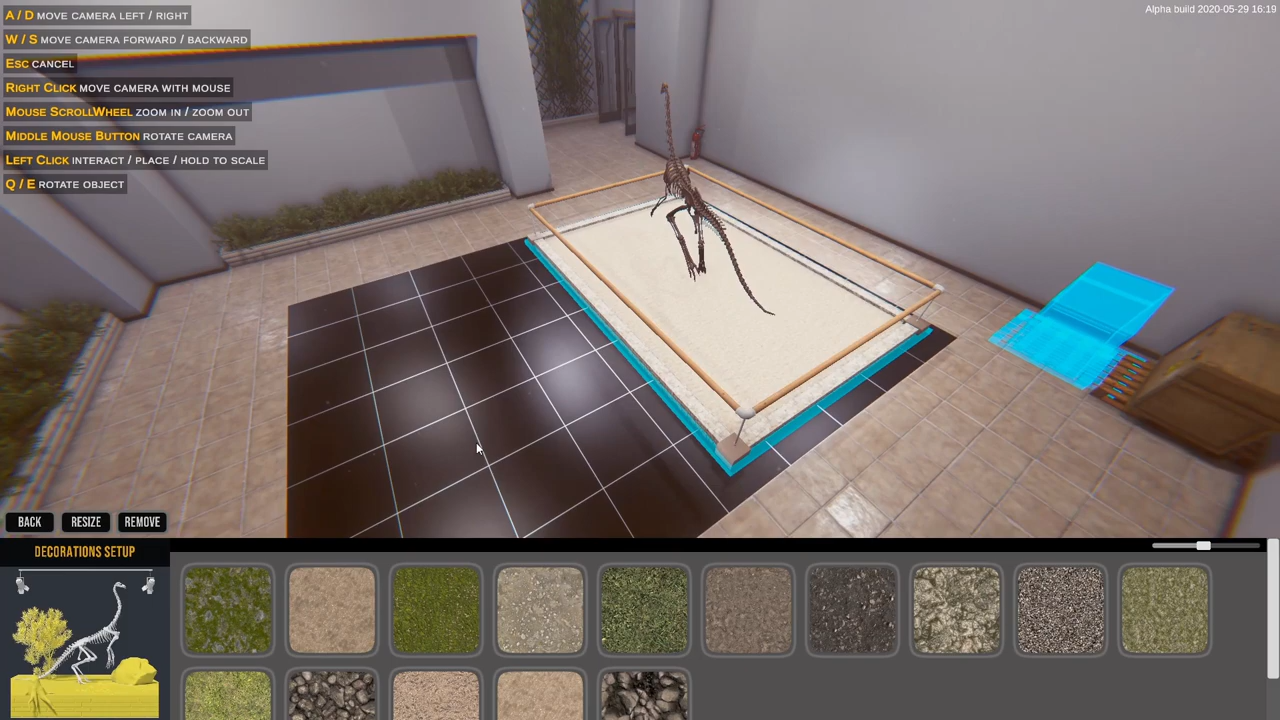 Alpha build 2020-05-29 16:19
A / D MOVE CAMERA LEFT / RIGHT
W / S MOVE CAMERA FORWARD / BACKWARD
ESC CANCEL
RIGHT CLICK MOVE CAMERA WITH MOUSE
MOUSE SCROLLWHEEL ZOOM IN / ZOOM OUT
MIDDLE MOUSE BUTTON ROTATE CAMERA
LEFT CLICK INTERACT / PLACE / HOLD TO SCALE
Q / E ROTATE OBJECT
BACK RESIZE REMOVE
DECORATIONS SETUP